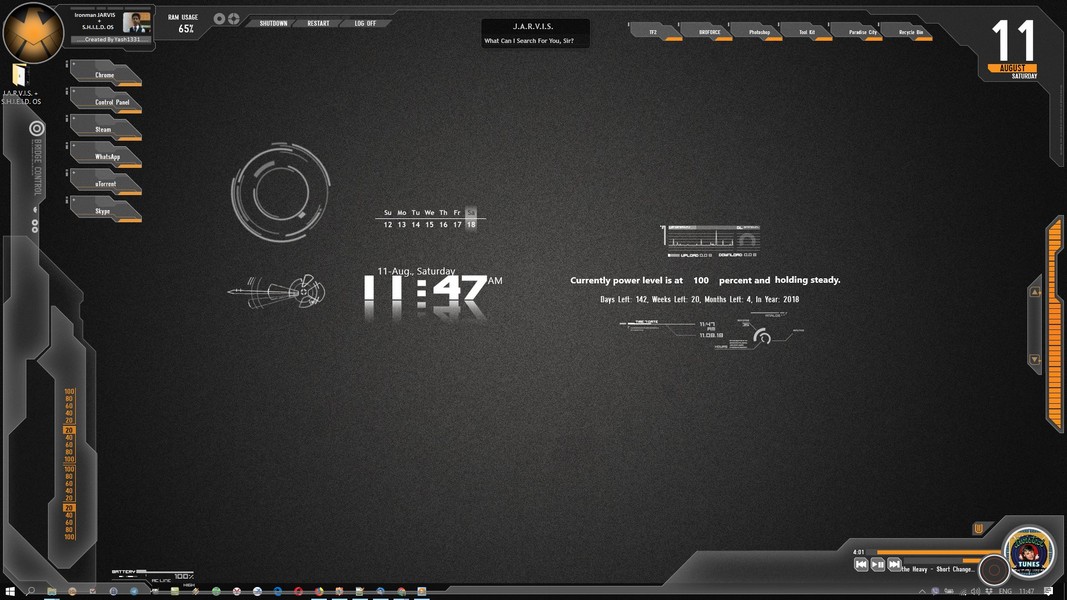 Ironman JARVIS
+
S.H.I.E.L.D. OS
...Created By Yash1331...
RAM USAGE
65%
SHUTDOWN
RESTART
LOG OFF
J.A.R.V.I.S.
What Can I Search For You, Sir?
TF2
BROFORCE
Photoshop
Tool Kit
Paradise City
Recycle Bin
11
AUGUST
SATURDAY
J.A.R.V.I.S. +
S.H.I.E.L.D. OS
Chrome
Control Panel
Steam
WhatsApp
uTorrent
Skype
BRIDGE CONTROL
Su Mo Tu We Th Fr Sa
12 13 14 15 16 17 18
11-Aug., Saturday
11:47 AM
UPLOAD 0.0 B DOWNLOAD 0.0 B
Currently power level is at 100 percent and holding steady.
Days Left: 142, Weeks Left: 20, Months Left: 4, In Year: 2018
TIME & DATE
11:47
AM
11.08.18
100
80
60
40
20
20
40
60
80
100
100
80
60
40
20
20
40
60
80
100
BATTERY
AC LINE
100%
HIGH
4:01
the Heavy - Short Change...
TUNES
ENG
11:47